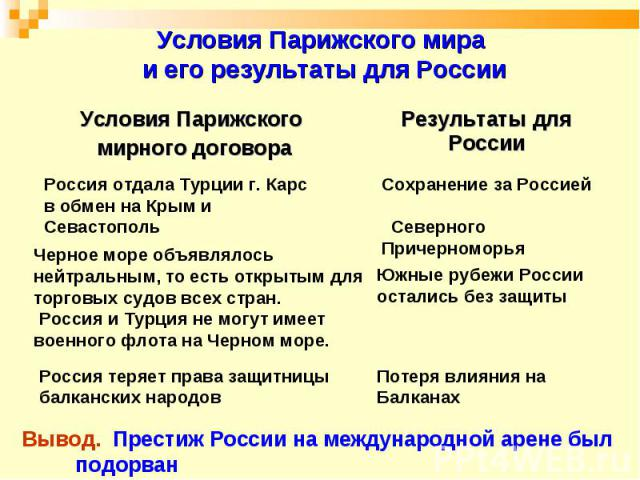 Условия Парижского мира
и его результаты для России
Условия Парижского
мирного договора
Результаты для
России
Россия отдала Турции г. Карс
в обмен на Крым и
Севастополь
Сохранение за Россией
Северного
Причерноморья
Черное море объявлялось
нейтральным, то есть открытым для
торговых судов всех стран.
Россия и Турция не могут имеет
военного флота на Черном море.
Южные рубежи России
остались без защиты
Россия теряет права защитницы
балканских народов
Потеря влияния на
Балканах
Вывод. Престиж России на международной арене был
подорван
PPt4WEB.ru